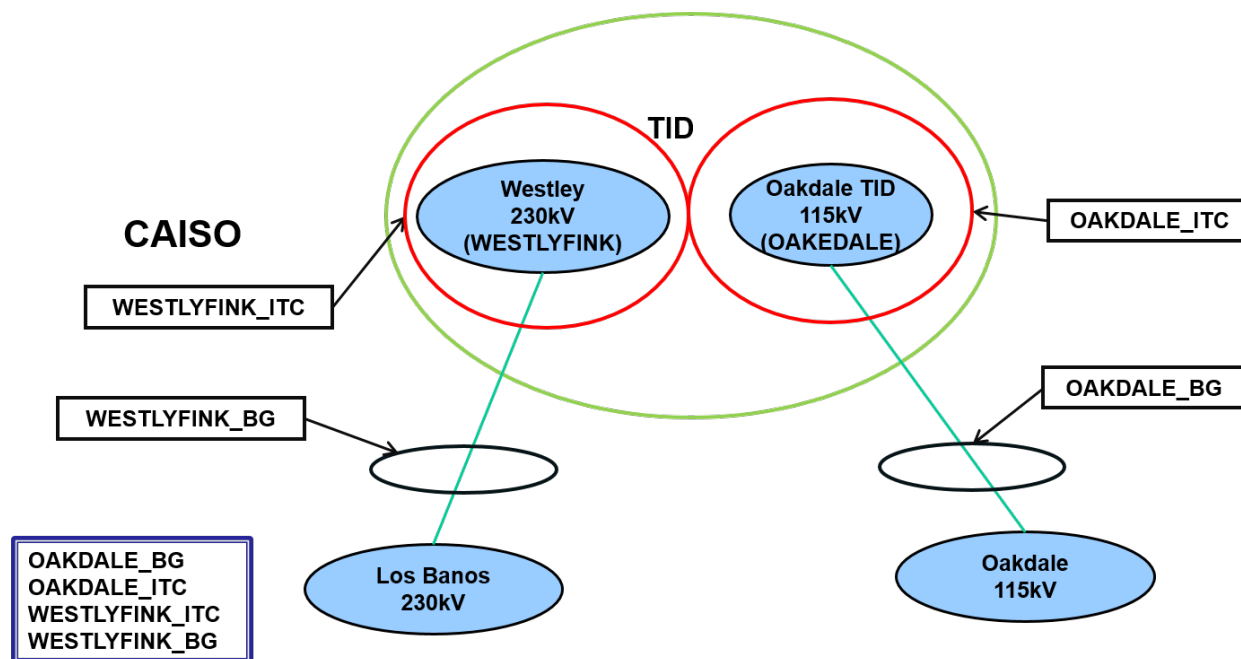 TID
Westley
230kV
(WESTLYFINK)
Oakdale TID
115kV
(OAKEDALE)
OAKDALE_ITC
CAISO
WESTLYFINK_ITC
OAKDALE_BG
WESTLYFINK_BG
Los Banos
230kV
Oakdale
115kV
OAKDALE_BG
OAKDALE_ITC
WESTLYFINK_ITC
WESTLYFINK_BG